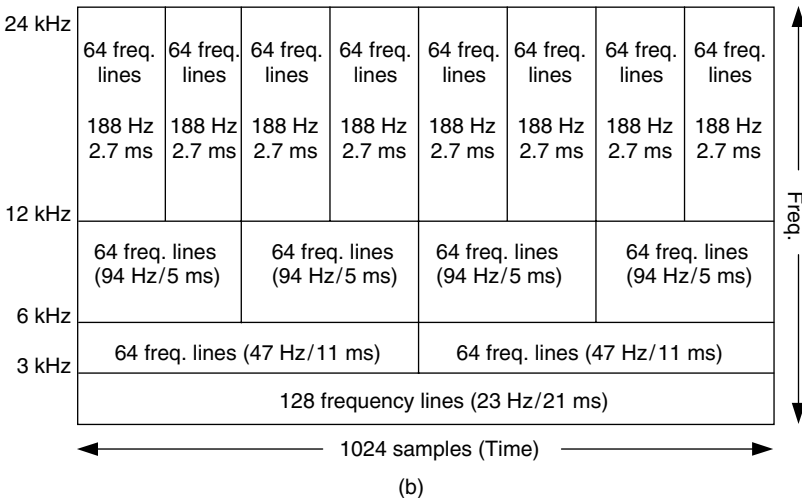 24 kHz
64 freq. 64 freq. 64 freq. 64 freq. 64 freq. 64 freq. 64 freq. 64 freq.
lines lines lines lines lines lines lines lines
188 Hz 188 Hz 188 Hz 188 Hz 188 Hz 188 Hz 188 Hz 188 Hz
2.7 ms 2.7 ms 2.7 ms 2.7 ms 2.7 ms 2.7 ms 2.7 ms 2.7 ms
12 kHz
64 freq. lines 64 freq. lines 64 freq. lines 64 freq. lines
(94 Hz/5 ms) (94 Hz/5 ms) (94 Hz/5 ms) (94 Hz/5 ms)
6 kHz
64 freq. lines (47 Hz/11 ms) 64 freq. lines (47 Hz/11 ms)
3 kHz
128 frequency lines (23 Hz/21 ms)
Freq.
1024 samples (Time)
(b)